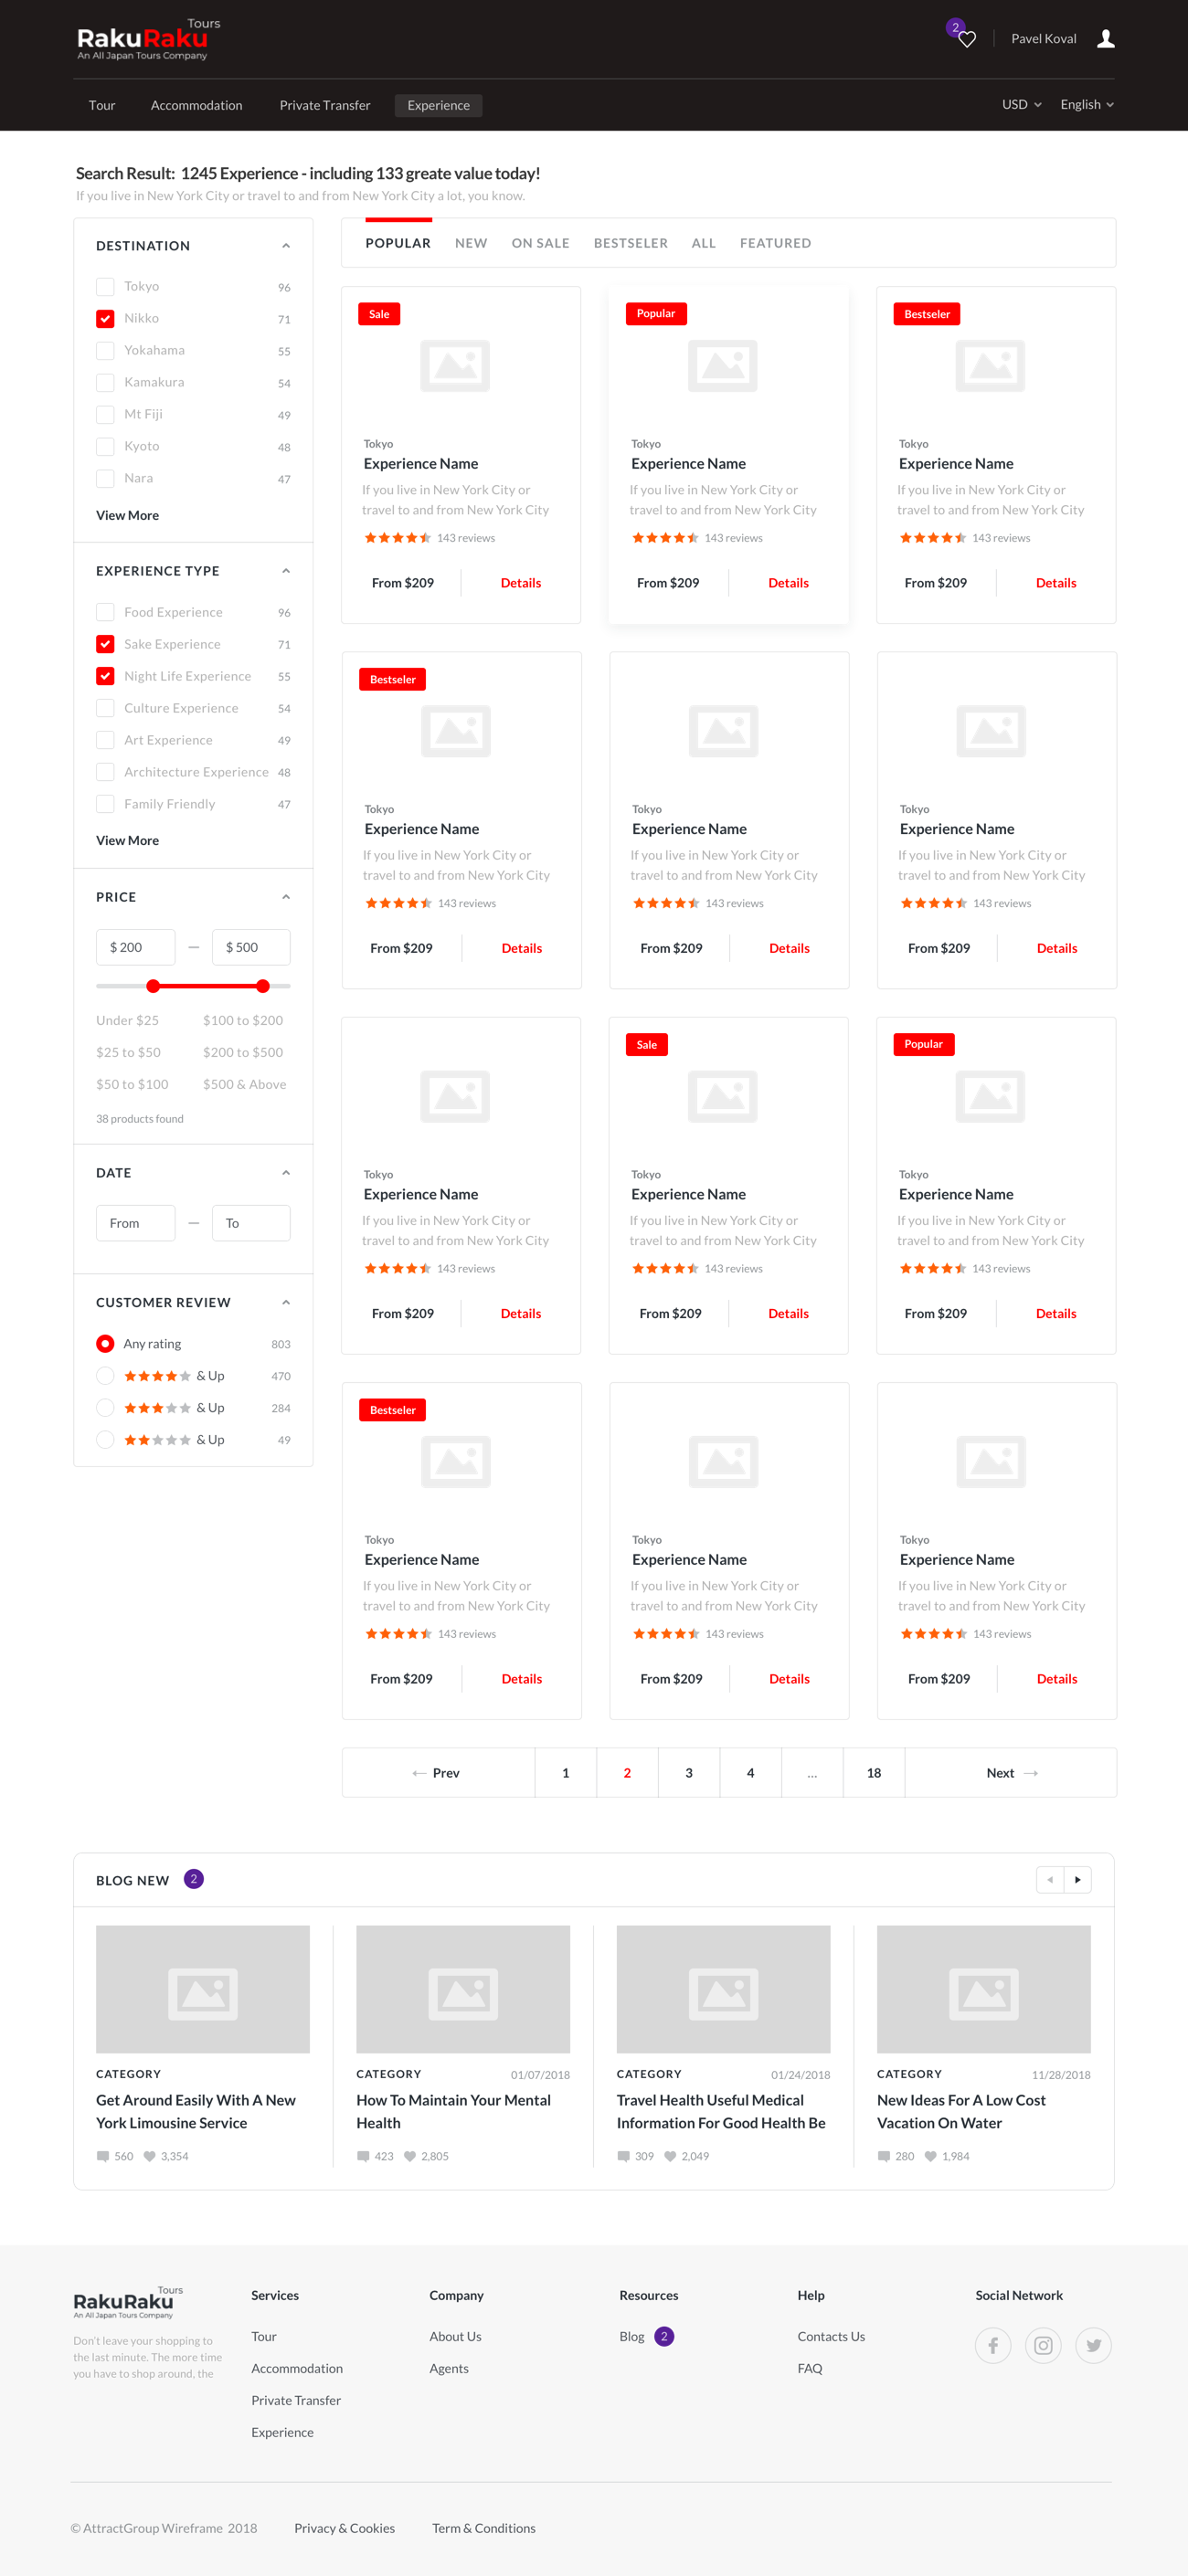 Tours
RakuRaku
An All Japan Tours Company
2
Pavel Koval
Tour Accommodation Private Transfer Experience USD English
Search Result: 1245 Experience - including 133 greate value today!
If you live in New York City or travel to and from New York City a lot, you know.
DESTINATION
Tokyo 96
Nikko 71
Yokahama 55
Kamakura 54
Mt Fiji 49
Kyoto 48
Nara 47
View More
EXPERIENCE TYPE
Food Experience 96
Sake Experience 71
Night Life Experience 55
Culture Experience 54
Art Experience 49
Architecture Experience 48
Family Friendly 47
View More
PRICE
$ 200 — $ 500
Under $25 $100 to $200
$25 to $50 $200 to $500
$50 to $100 $500 & Above
38 products found
DATE
From — To
CUSTOMER REVIEW
Any rating 803
& Up 470
& Up 284
& Up 49
POPULAR NEW ON SALE BESTSELER ALL FEATURED
Sale
Tokyo
Experience Name
If you live in New York City or
travel to and from New York City
143 reviews
From $209 Details
Popular
Tokyo
Experience Name
If you live in New York City or
travel to and from New York City
143 reviews
From $209 Details
Bestseler
Tokyo
Experience Name
If you live in New York City or
travel to and from New York City
143 reviews
From $209 Details
Bestseler
Tokyo
Experience Name
If you live in New York City or
travel to and from New York City
143 reviews
From $209 Details
Tokyo
Experience Name
If you live in New York City or
travel to and from New York City
143 reviews
From $209 Details
Tokyo
Experience Name
If you live in New York City or
travel to and from New York City
143 reviews
From $209 Details
Tokyo
Experience Name
If you live in New York City or
travel to and from New York City
143 reviews
From $209 Details
Sale
Tokyo
Experience Name
If you live in New York City or
travel to and from New York City
143 reviews
From $209 Details
Popular
Tokyo
Experience Name
If you live in New York City or
travel to and from New York City
143 reviews
From $209 Details
Bestseler
Tokyo
Experience Name
If you live in New York City or
travel to and from New York City
143 reviews
From $209 Details
Tokyo
Experience Name
If you live in New York City or
travel to and from New York City
143 reviews
From $209 Details
Tokyo
Experience Name
If you live in New York City or
travel to and from New York City
143 reviews
From $209 Details
← Prev 1 2 3 4 ... 18 Next →
BLOG NEW 2
CATEGORY
Get Around Easily With A New
York Limousine Service
560 3,354
CATEGORY 01/07/2018
How To Maintain Your Mental
Health
423 2,805
CATEGORY 01/24/2018
Travel Health Useful Medical
Information For Good Health Be
309 2,049
CATEGORY 11/28/2018
New Ideas For A Low Cost
Vacation On Water
280 1,984
Tours
RakuRaku
An All Japan Tours Company
Don't leave your shopping to
the last minute. The more time
you have to shop around, the
Services
Tour
Accommodation
Private Transfer
Experience
Company
About Us
Agents
Resources
Blog 2
Help
Contacts Us
FAQ
Social Network
© AttractGroup Wireframe 2018 Privacy & Cookies Term & Conditions